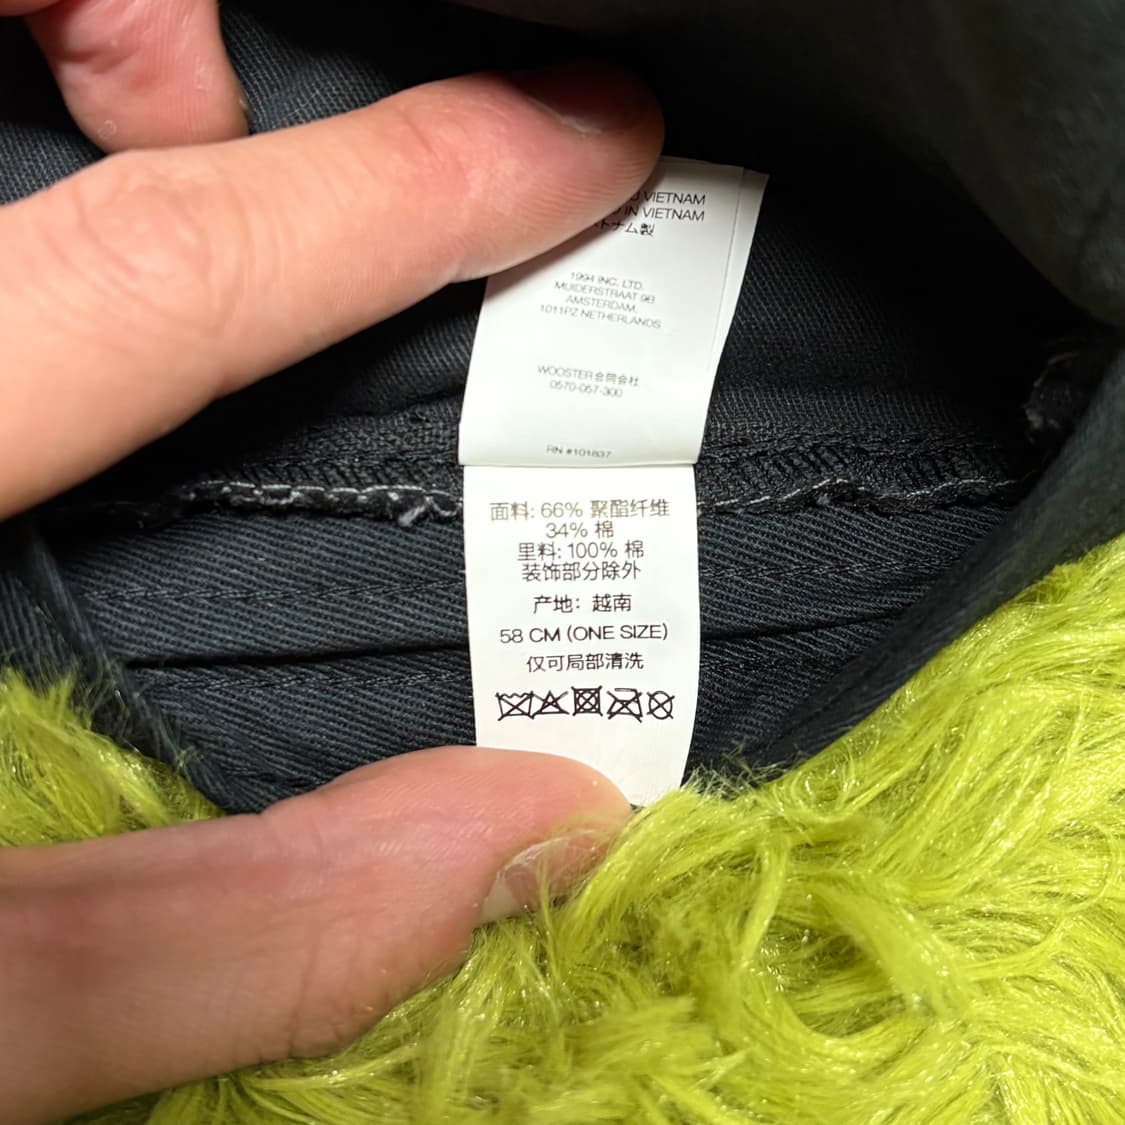 VIETNAM
IN VIETNAM
トナム製
1994 INC. LTD.
MUIDERSTRAAT 9B
AMSTERDAM,
1011PZ NETHERLANDS
WOOSTER合同会社
0570-057-300
RN #101837
面料: 66% 聚酯纤维
34% 棉
里料: 100% 棉
装饰部分除外
产地: 越南
58 CM (ONE SIZE)
仅可局部清洗